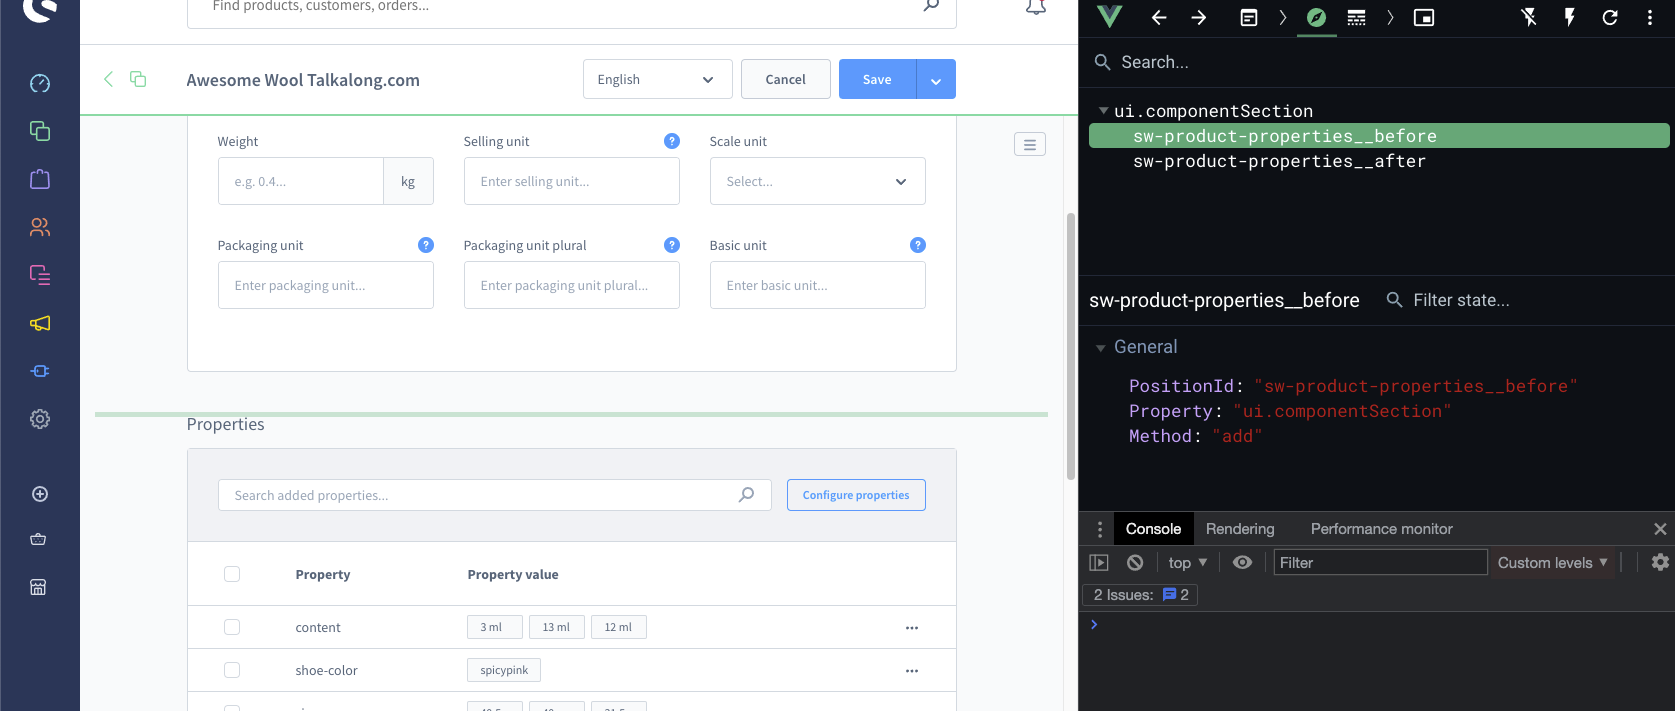 Find products, customers, orders...
Awesome Wool Talkalong.com
English
Cancel
Save
Weight
Selling unit
?
Scale unit
e.g. 0.4...
kg
Enter selling unit...
Select...
Packaging unit
?
Packaging unit plural
?
Basic unit
?
Enter packaging unit...
Enter packaging unit plural...
Enter basic unit...
Properties
Search added properties...
Configure properties
Property
Property value
content
3 ml
13 ml
12 ml
shoe-color
spicypink
Search...
ui.componentSection
sw-product-properties__before
sw-product-properties__after
sw-product-properties__before
Filter state...
General
PositionId: "sw-product-properties__before"
Property: "ui.componentSection"
Method: "add"
Console
Rendering
Performance monitor
top
Filter
Custom levels
2 Issues:
2